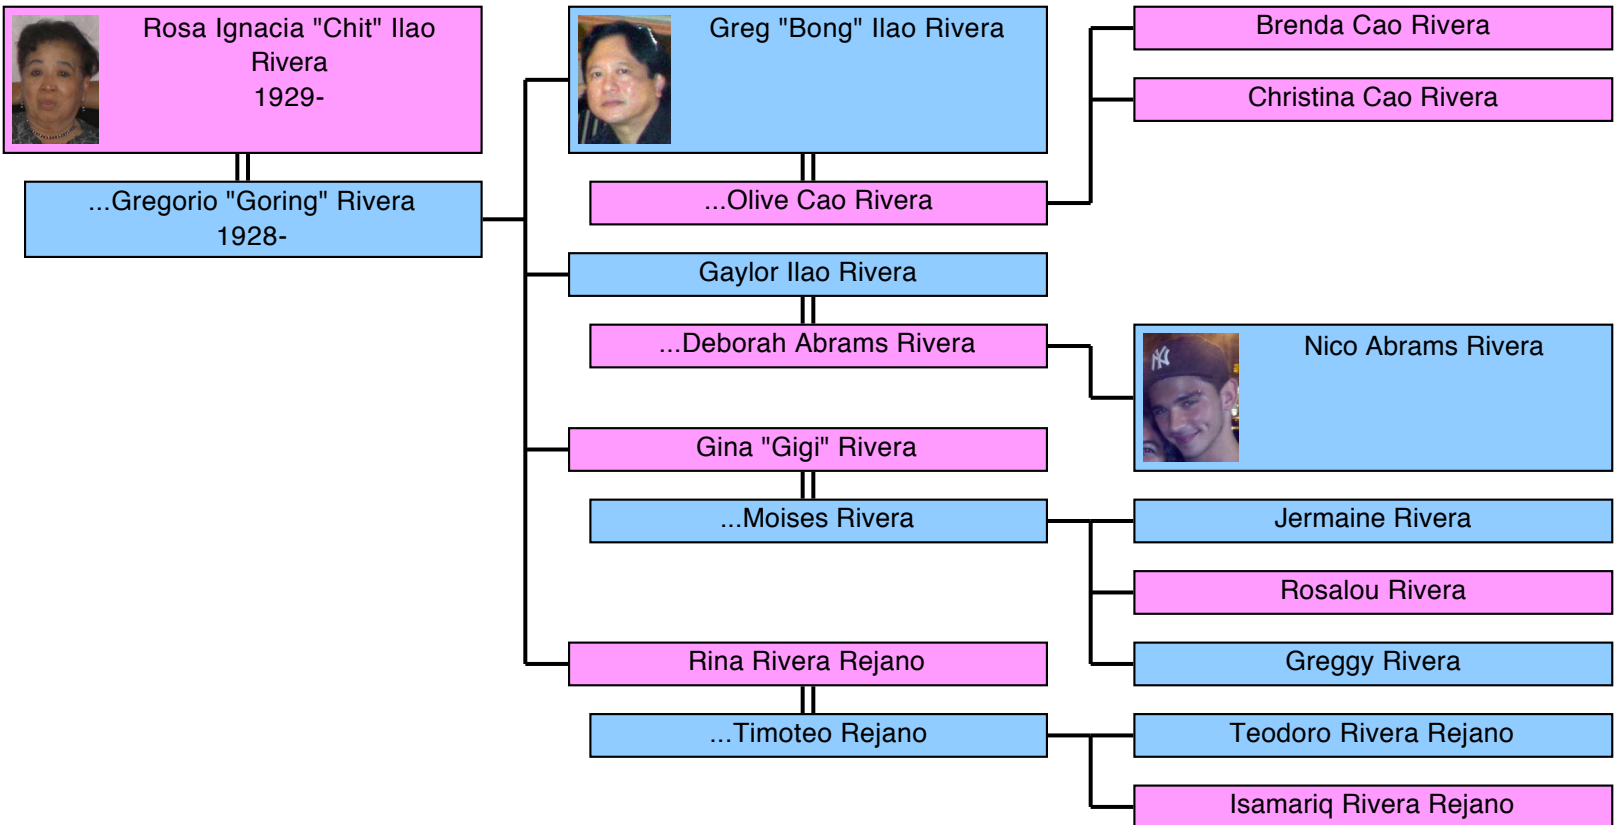 Rosa Ignacia "Chit" Ilao
Rivera
1929-
...Gregorio "Goring" Rivera
1928-
Greg "Bong" Ilao Rivera
...Olive Cao Rivera
Brenda Cao Rivera
Christina Cao Rivera
Gaylor Ilao Rivera
...Deborah Abrams Rivera
NY
Nico Abrams Rivera
Gina "Gigi" Rivera
...Moises Rivera
Jermaine Rivera
Rosalou Rivera
Greggy Rivera
Rina Rivera Rejano
...Timoteo Rejano
Teodoro Rivera Rejano
Isamariq Rivera Rejano